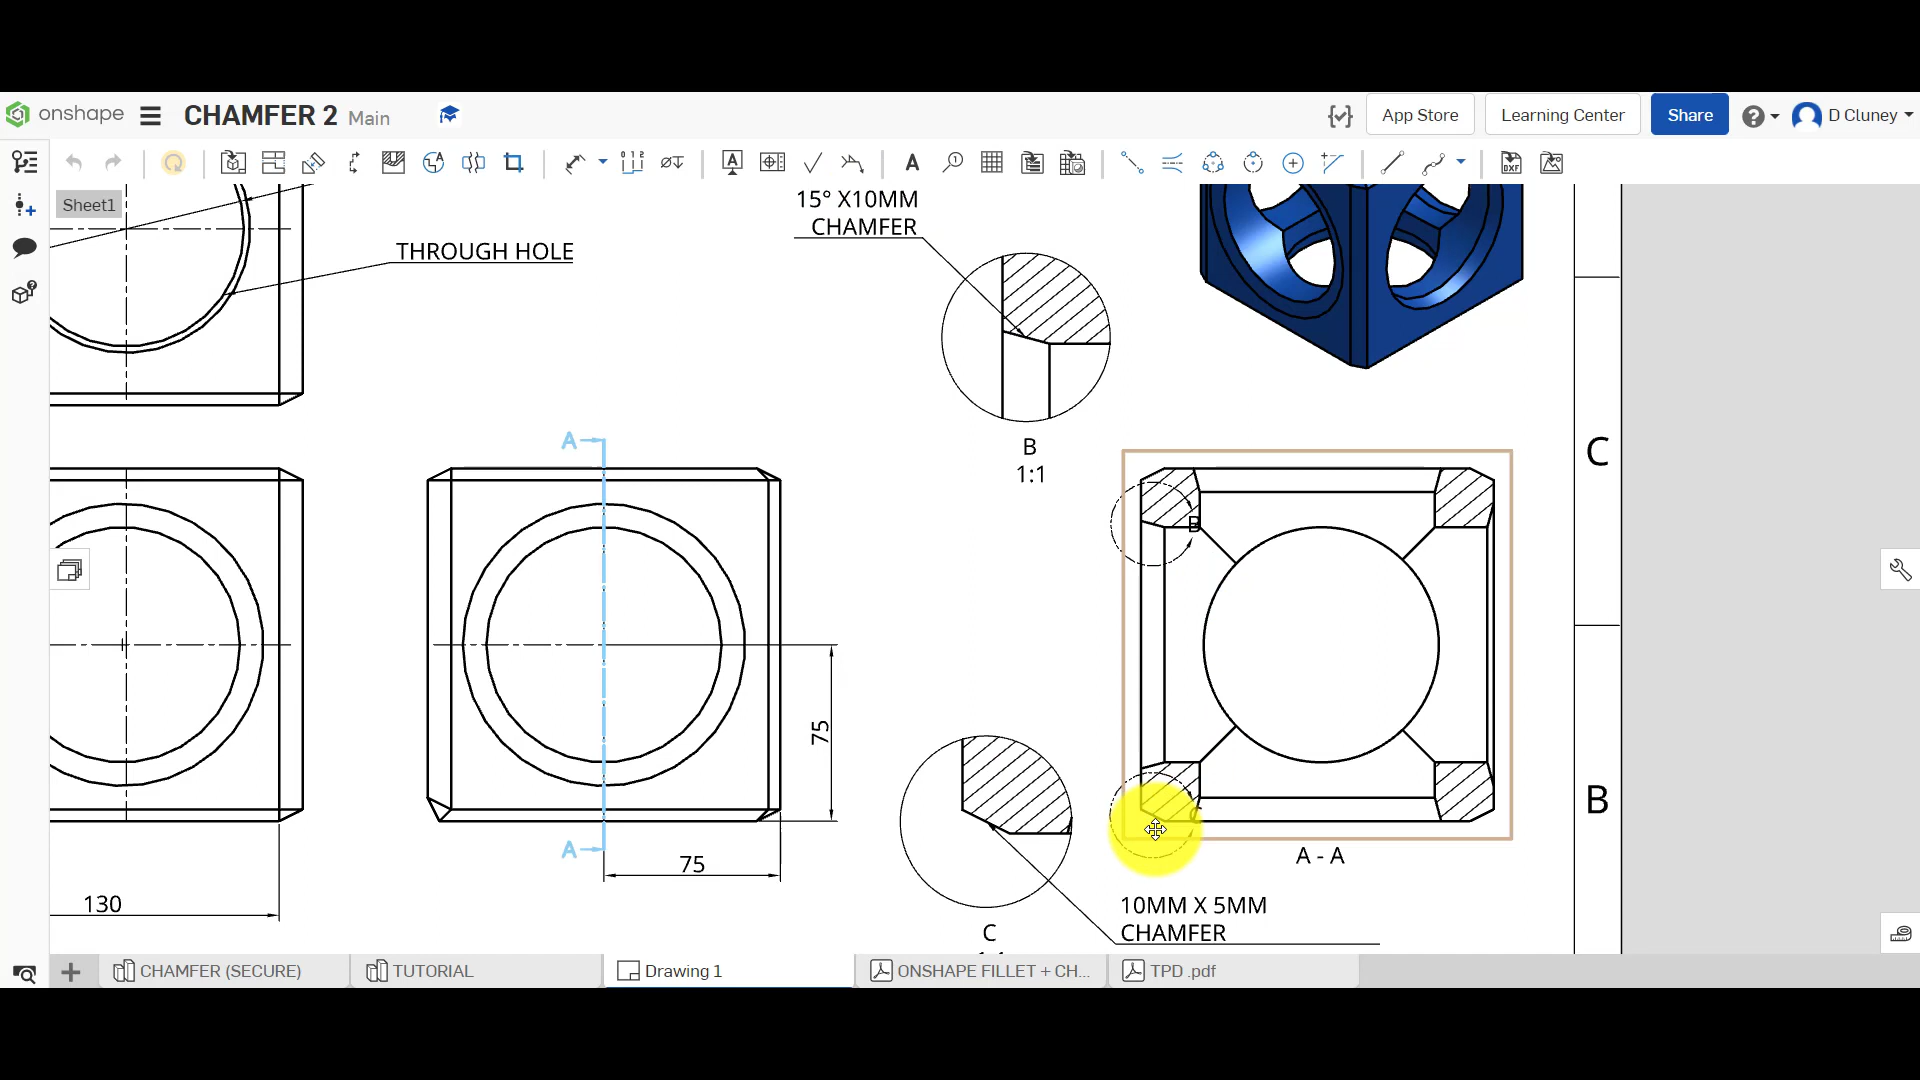 onshape
CHAMFER 2 Main
App Store
Learning Center
Share
D Cluney
Sheet1
THROUGH HOLE
15° X10MM
CHAMFER
B
1:1
A
A
75
75
130
B
C
A - A
C
10MM X 5MM
CHAMFER
C
B
CHAMFER (SECURE)
TUTORIAL
Drawing 1
ONSHAPE FILLET + CH...
TPD .pdf